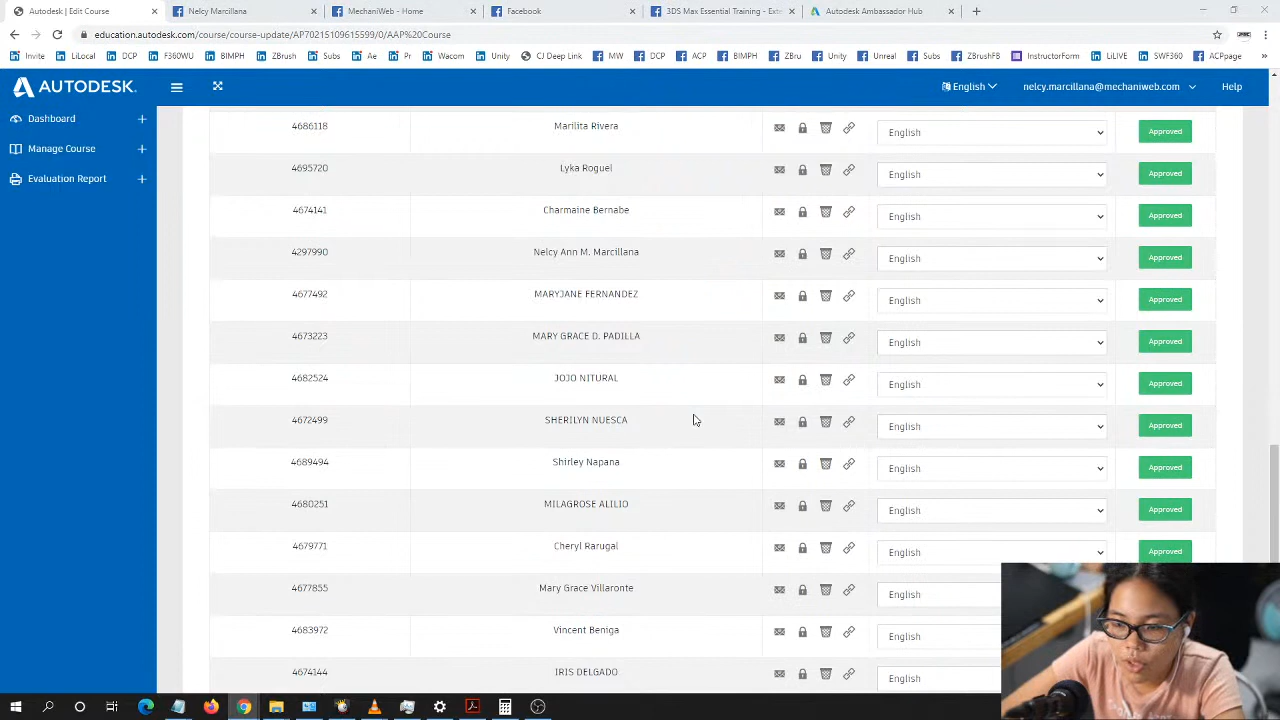 Edit Course
Nelcy Marcillana
MechaniWeb - Home
Facebook
3DS Max Essential Training - Extr
Autodesk Ambassador Hub
education.autodesk.com/course/course-update/AP70215109615599/0/AAP%20Course
Invite LiLocal DCP F360WU BIMPH ZBrush Subs Ae Pr Wacom Unity CJ Deep Link MW DCP ACP BIMPH ZBru Unity Unreal Subs ZBrushFB InstructorForm LiLIVE SWF360 ACPpage
AUTODESK.
English
nelcy.marcillana@mechaniweb.com
Help
Dashboard
Manage Course
Evaluation Report
4686118 Marilita Rivera English Approved
4695720 Lyka Roguel English Approved
4674141 Charmaine Bernabe English Approved
4297990 Nelcy Ann M. Marcillana English Approved
4677492 MARYJANE FERNANDEZ English Approved
4673223 MARY GRACE D. PADILLA English Approved
4682524 JOJO NITURAL English Approved
4672499 SHERILYN NUESCA English Approved
4689494 Shirley Napana English Approved
4680251 MILAGROSE ALILIO English Approved
4679771 Cheryl Rarugal English Approved
4677855 Mary Grace Villaronte English
4683972 Vincent Beniga English
4674144 IRIS DELGADO English